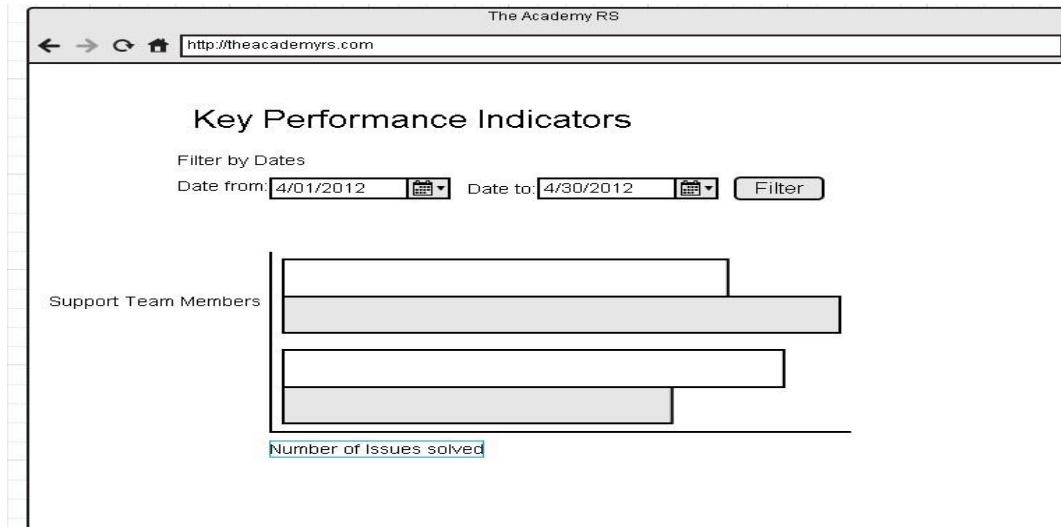 The Academy RS
http://theacademyrs.com
Key Performance Indicators
Filter by Dates
Date from: 4/01/2012 Date to: 4/30/2012 Filter
Support Team Members
Number of Issues solved